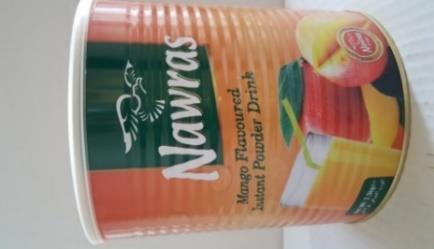 Nawras
Mango Flavoured
Instant Powder Drink